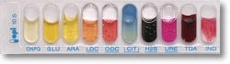 ONPG GLU ARA LDC ODC |CIT| H2S URE TDA IND